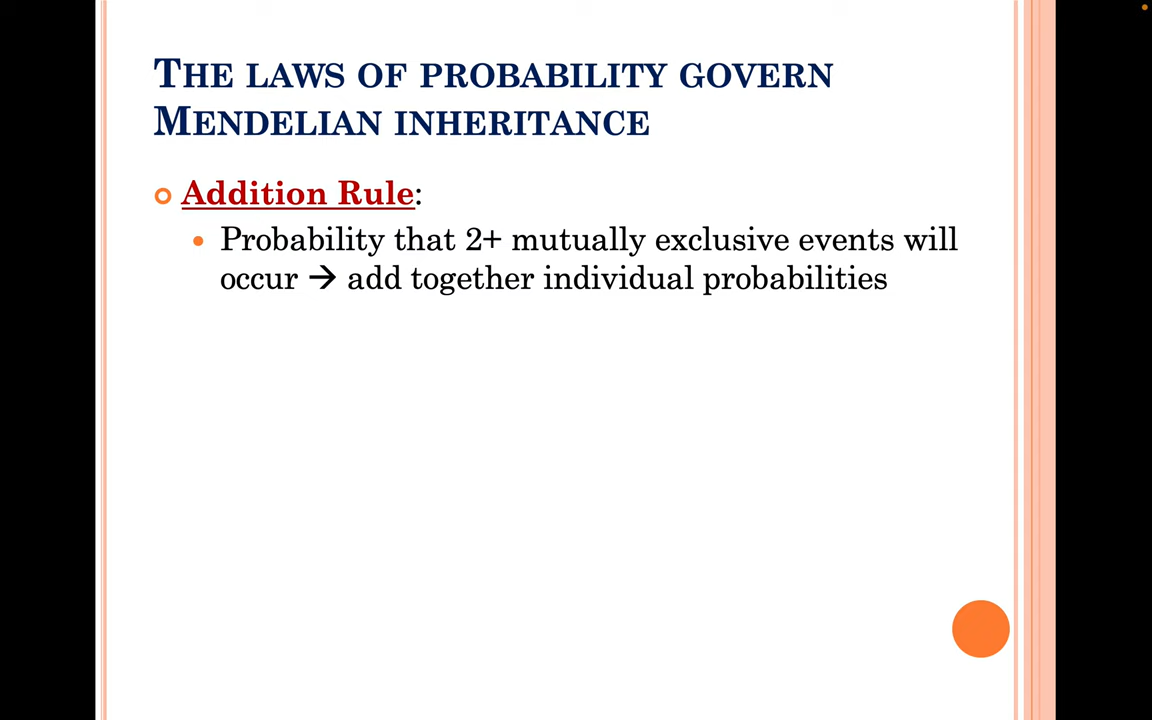 THE LAWS OF PROBABILITY GOVERN
MENDELIAN INHERITANCE
Addition Rule:
Probability that 2+ mutually exclusive events will
occur → add together individual probabilities